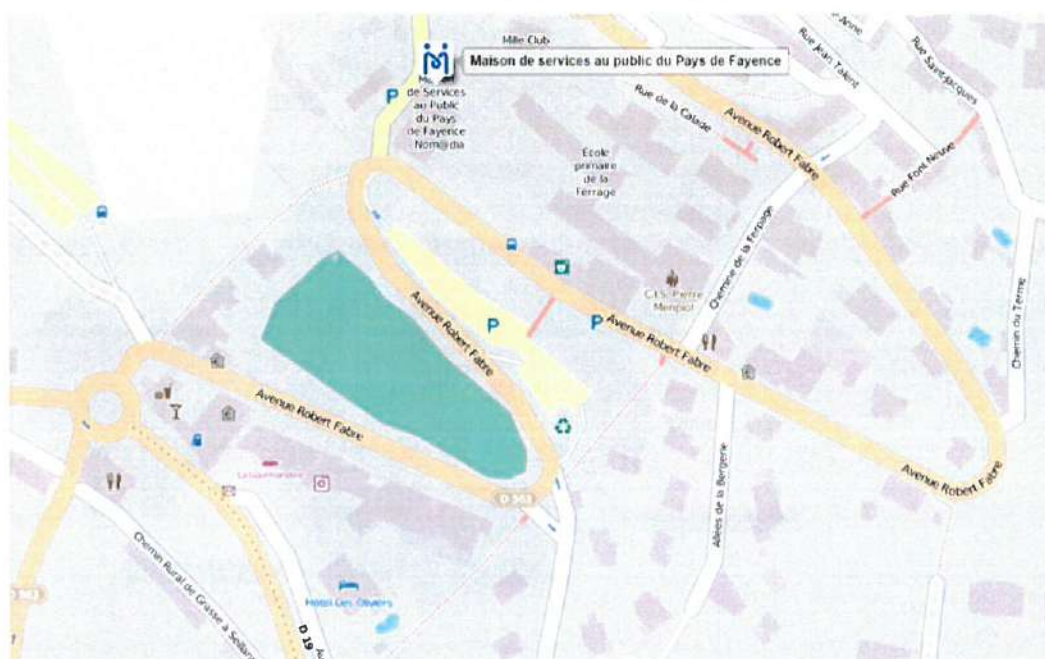 Mille Club
Maison de services au public du Pays de Fayence
de Services
au Public
du Pays
de Fayence
Nom@dia
P
Rue Jean Talent
Rue Saint-Jacques
Rue de la Calade
Avenue Robert Fabre
Rue Font Neuve
École
primaire
de la
Ferrage
Chemine de la Ferrage
C.I.S. Pierre
Avenue Robert Fabre
P
P
Avenue Robert Fabre
Chemin du Terme
Avenue Robert Fabre
Avenue Robert Fabre
D 563
Allées de la Bergerie
Chemin Rural de Grasse à Seillans
Hôtel Les Oliviers
D 563
D 19